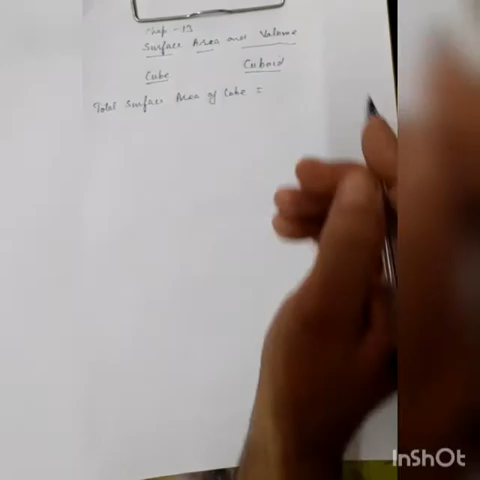 Chap - 13
Surface Area and Volume
Cube Cuboid
Total Surface Area of Cube =
InShOt